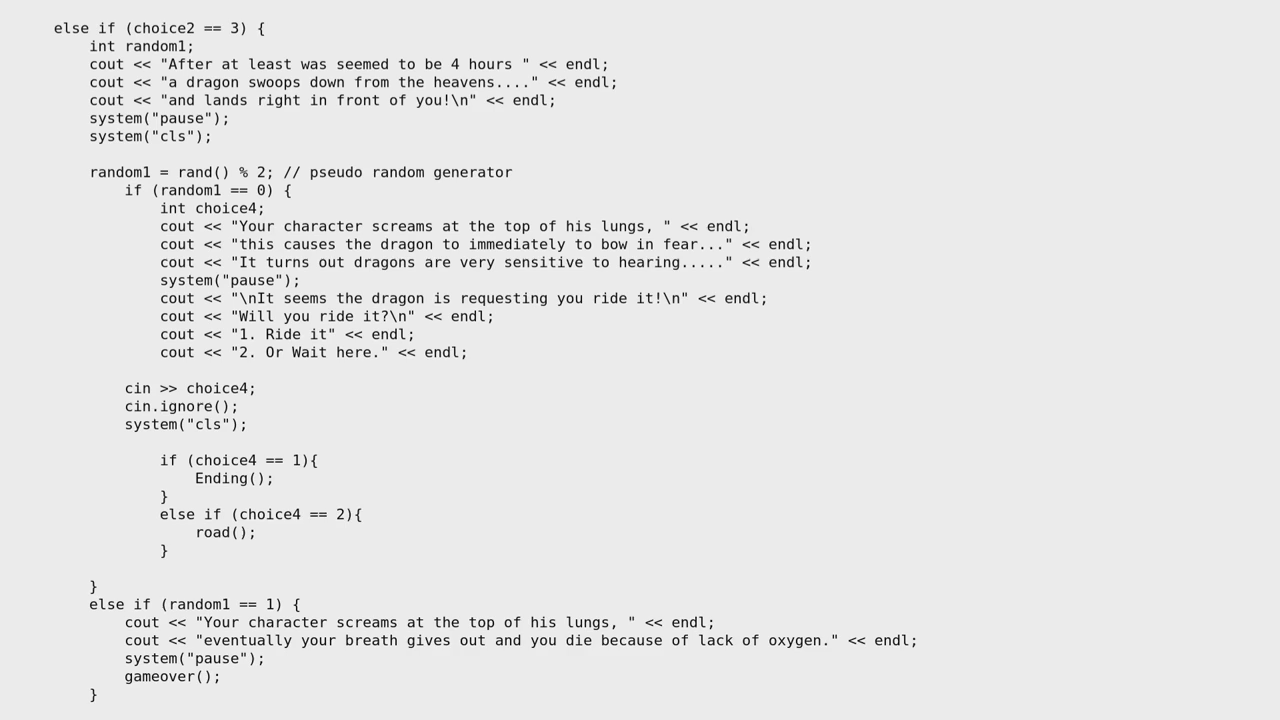 else if (choice2 == 3) {
int random1;
cout << "After at least was seemed to be 4 hours " << endl;
cout << "a dragon swoops down from the heavens...." << endl;
cout << "and lands right in front of you!\n" << endl;
system("pause");
system("cls");
random1 = rand() % 2; // pseudo random generator
if (random1 == 0) {
int choice4;
cout << "Your character screams at the top of his lungs, " << endl;
cout << "this causes the dragon to immediately to bow in fear..." << endl;
cout << "It turns out dragons are very sensitive to hearing....." << endl;
system("pause");
cout << "\nIt seems the dragon is requesting you ride it!\n" << endl;
cout << "Will you ride it?\n" << endl;
cout << "1. Ride it" << endl;
cout << "2. Or Wait here." << endl;
cin >> choice4;
cin.ignore();
system("cls");
if (choice4 == 1){
Ending();
}
else if (choice4 == 2){
road();
}
}
else if (random1 == 1) {
cout << "Your character screams at the top of his lungs, " << endl;
cout << "eventually your breath gives out and you die because of lack of oxygen." << endl;
system("pause");
gameover();
}